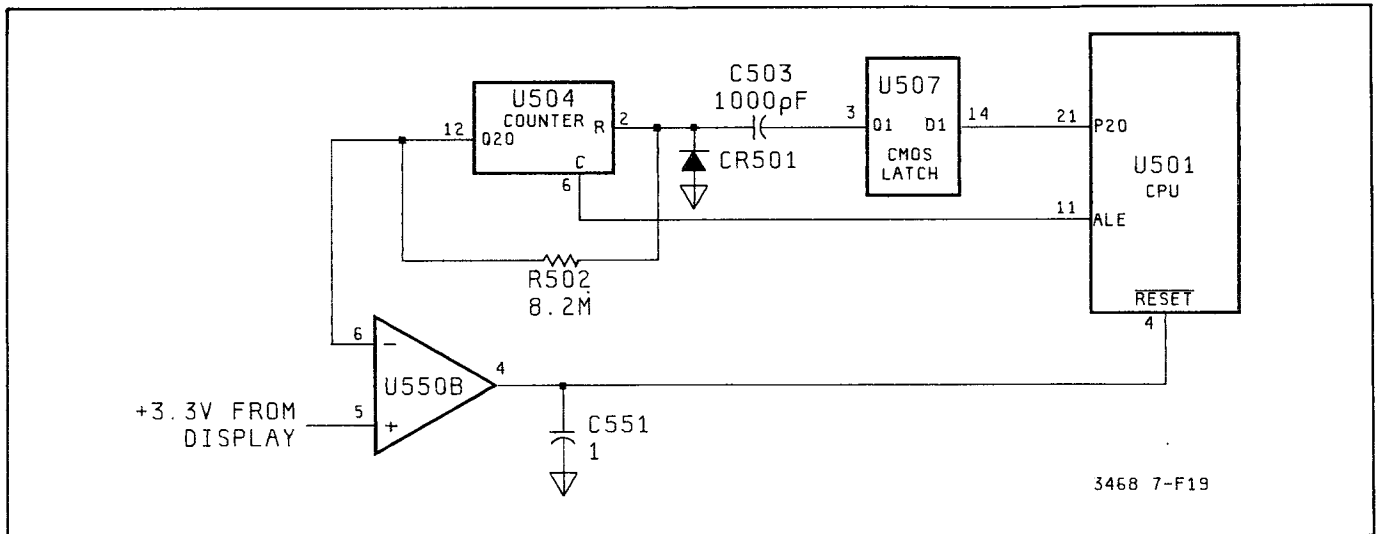 C503
1000pF
U504
COUNTER
12
Q20
R
2
C
6
CR501
3
U507
Q1
D1
14
CMOS
LATCH
21
P20
U501
CPU
11
ALE
RESET
4
R502
8.2M
6
-
U550B
4
+3.3V FROM
DISPLAY
5
+
C551
1
3468 7-F19